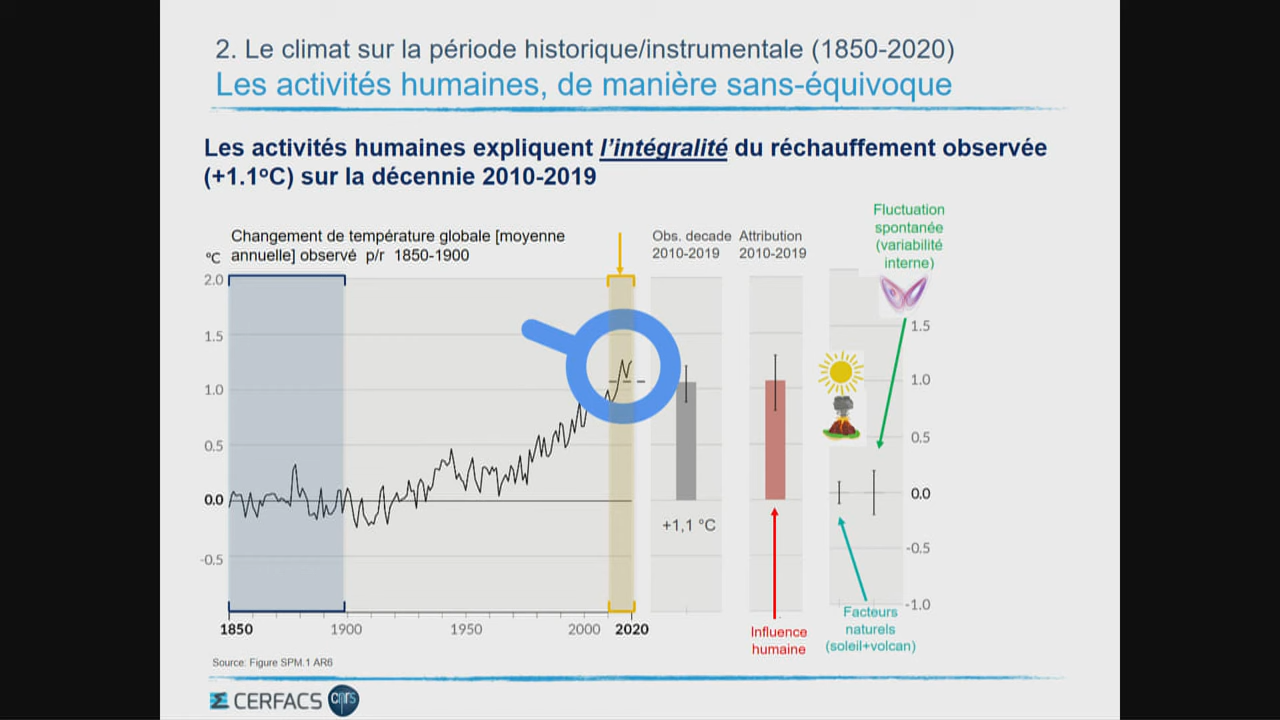 2. Le climat sur la période historique/instrumentale (1850-2020)
Les activités humaines, de manière sans-équivoque
Les activités humaines expliquent l’intégralité du réchauffement observée
(+1.1ºC) sur la décennie 2010-2019
Changement de température globale [moyenne
ºC annuelle] observé p/r 1850-1900
Obs. decade
2010-2019
Attribution
2010-2019
Fluctuation
spontanée
(variabilité
interne)
2.0
1.5
1.0
0.5
0.0
-0.5
1850
1900
1950
2000
2020
+1,1 °C
1.5
1.0
0.5
0.0
-0.5
-1.0
Influence
humaine
Facteurs
naturels
(soleil+volcan)
Source: Figure SPM.1 AR6
CERFACS
cnrs